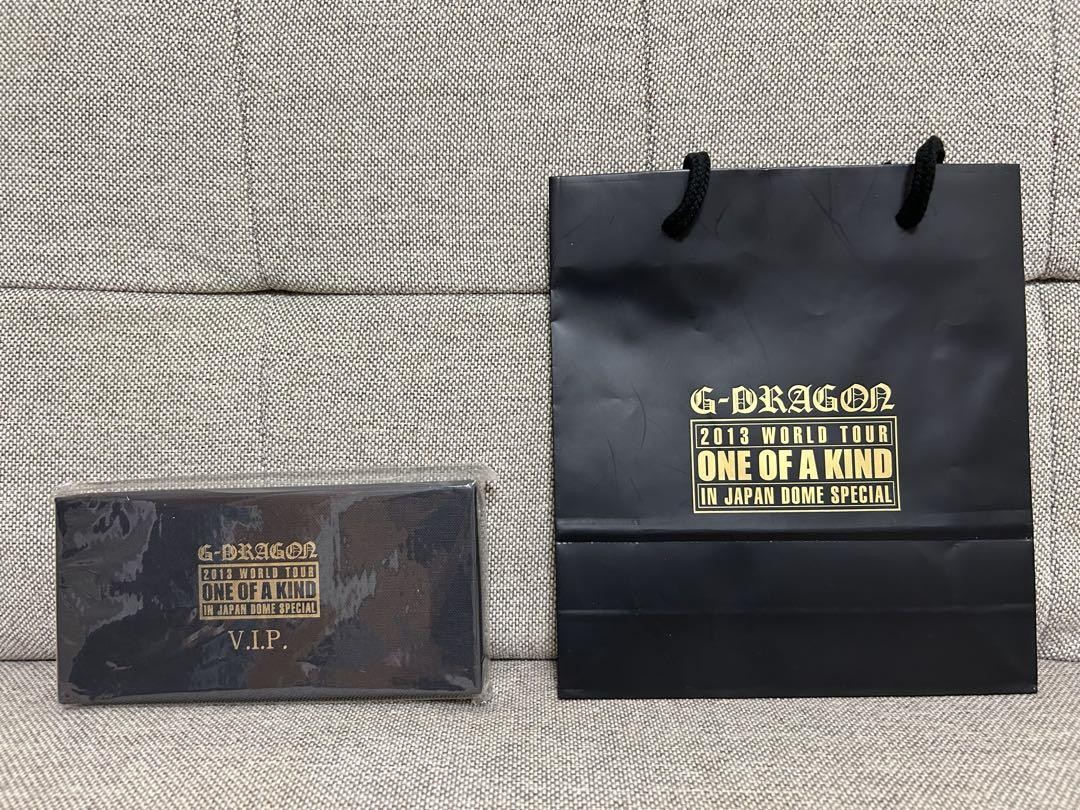 G-DRAGON
2013 WORLD TOUR
ONE OF A KIND
IN JAPAN DOME SPECIAL
V.I.P.
G-DRAGON
2013 WORLD TOUR
ONE OF A KIND
IN JAPAN DOME SPECIAL